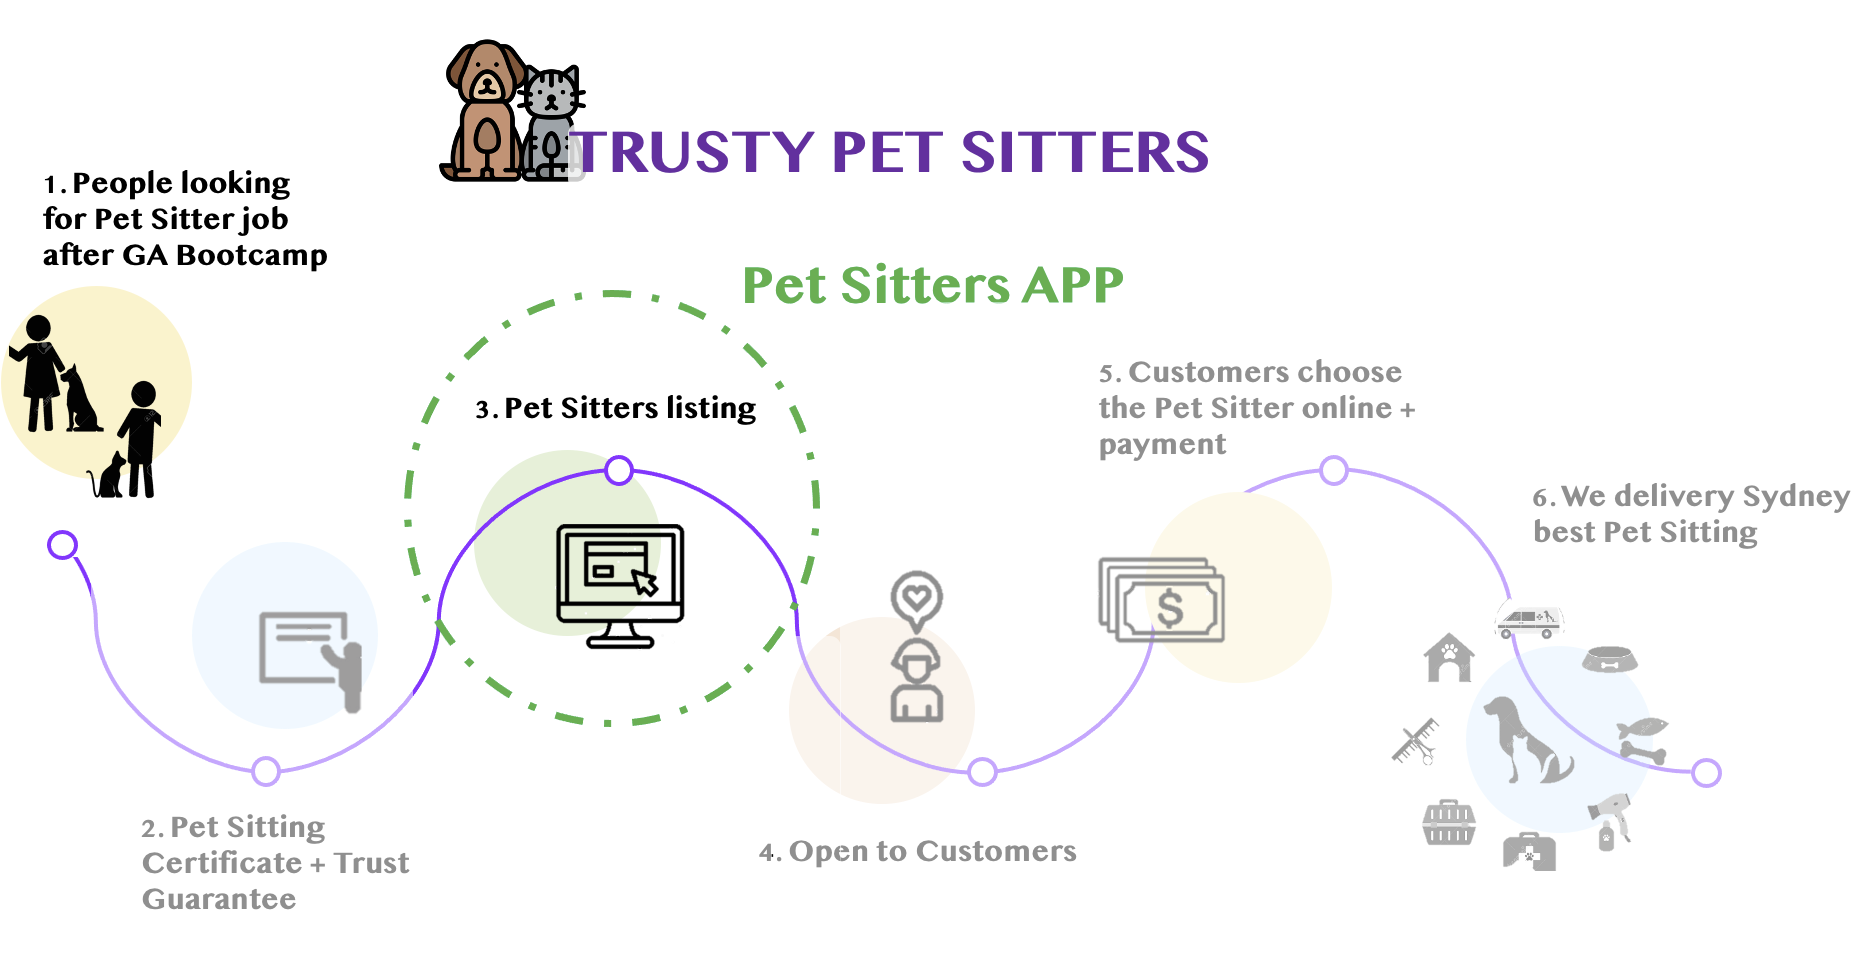 TRUSTY PET SITTERS
Pet Sitters APP
1. People looking
for Pet Sitter job
after GA Bootcamp
2. Pet Sitting
Certificate + Trust
Guarantee
3. Pet Sitters listing
4. Open to Customers
5. Customers choose
the Pet Sitter online +
payment
$
6. We delivery Sydney
best Pet Sitting